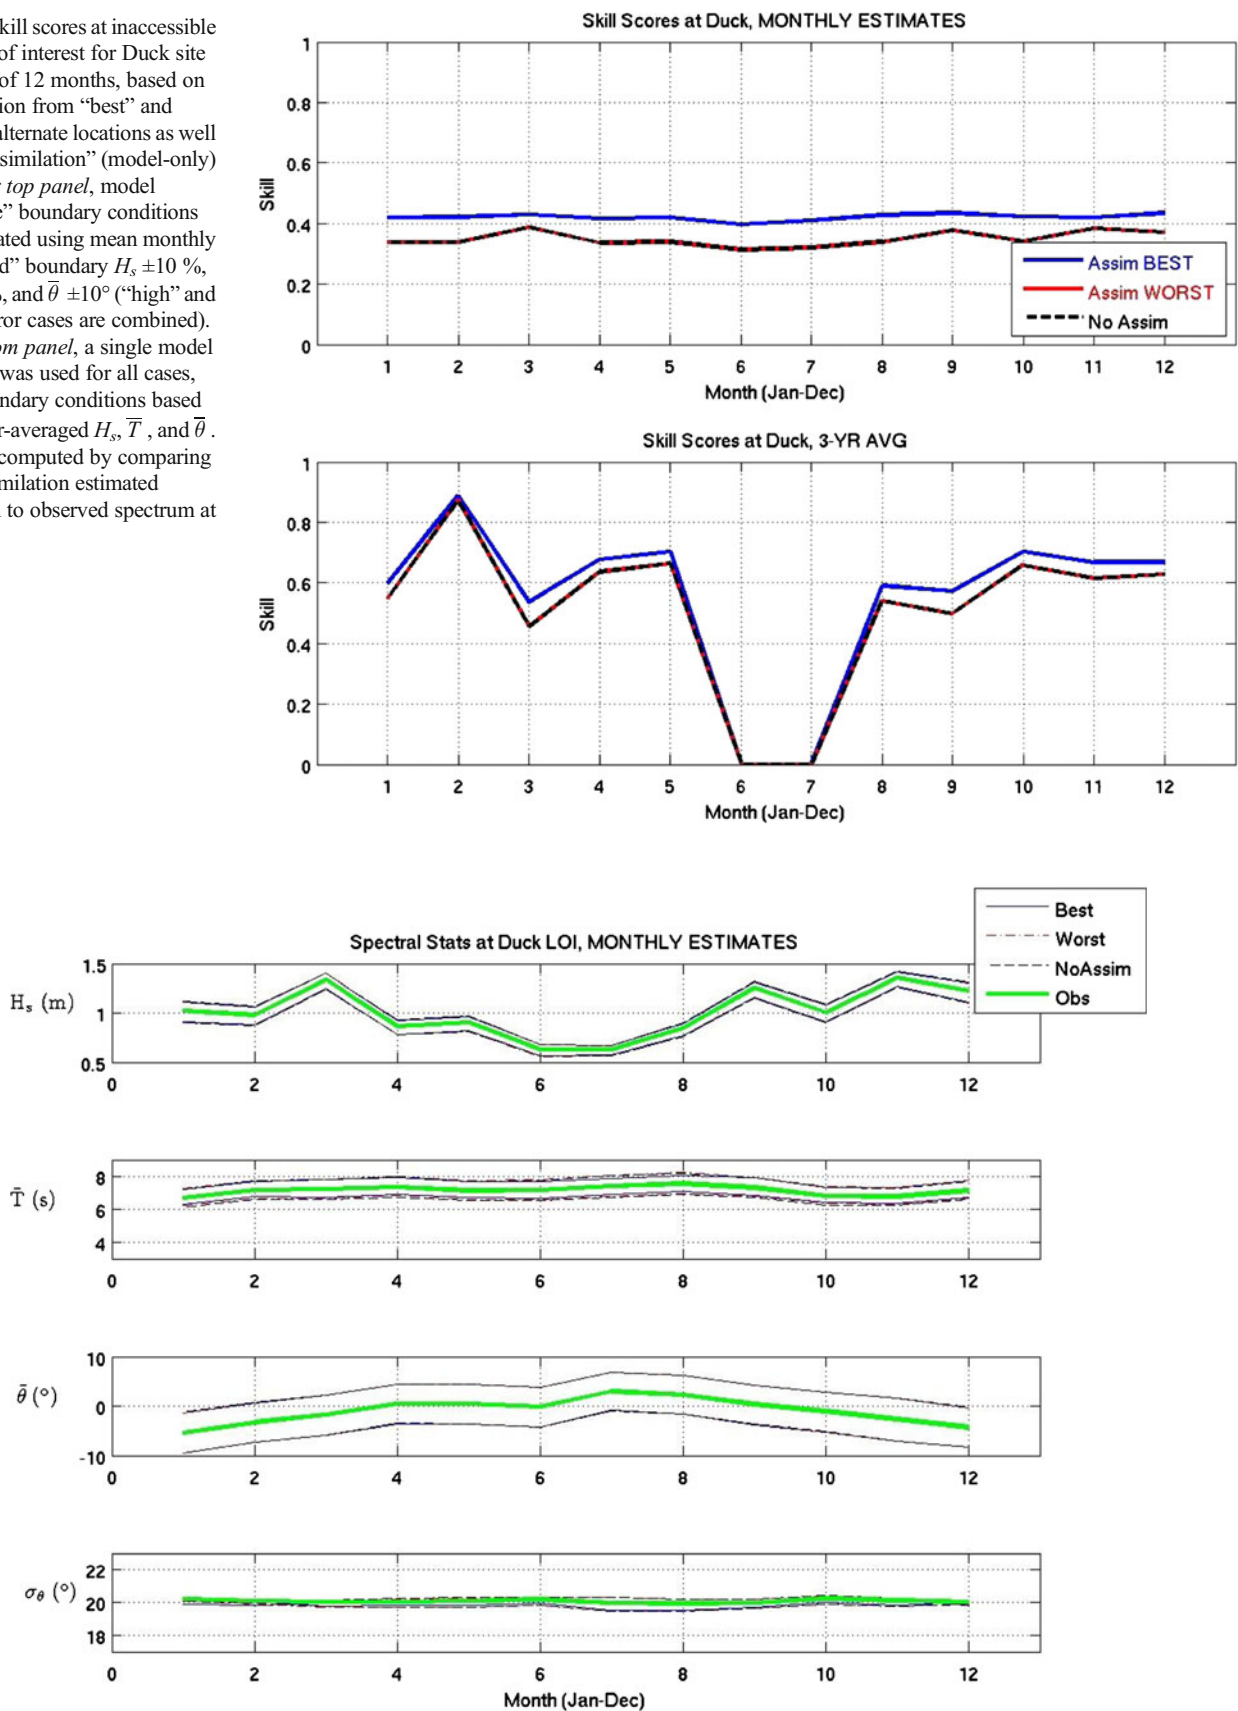 kill scores at inaccessible
of interest for Duck site
of 12 months, based on
ion from “best” and
alternate locations as well
similation” (model-only)
top panel, model
e” boundary conditions
ated using mean monthly
d” boundary Hₛ ±10 %,
, and θ̅ ±10° (“high” and
ror cases are combined).
om panel, a single model
was used for all cases,
ndary conditions based
r-averaged Hₛ, T̅ , and θ̅ .
computed by comparing
milation estimated
to observed spectrum at
Skill Scores at Duck, MONTHLY ESTIMATES
1
0.8
0.6
0.4
0.2
0
Skill
Assim BEST
Assim WORST
No Assim
1 2 3 4 5 6 7 8 9 10 11 12
Month (Jan-Dec)
Skill Scores at Duck, 3-YR AVG
1
0.8
0.6
0.4
0.2
0
Skill
1 2 3 4 5 6 7 8 9 10 11 12
Month (Jan-Dec)
Best
Worst
NoAssim
Obs
Spectral Stats at Duck LOI, MONTHLY ESTIMATES
Hₛ (m)
1.5
1
0.5
0 2 4 6 8 10 12
T̄ (s)
8
6
4
0 2 4 6 8 10 12
θ̄ (°)
10
0
-10
0 2 4 6 8 10 12
σ_θ (°)
22
20
18
0 2 4 6 8 10 12
Month (Jan-Dec)